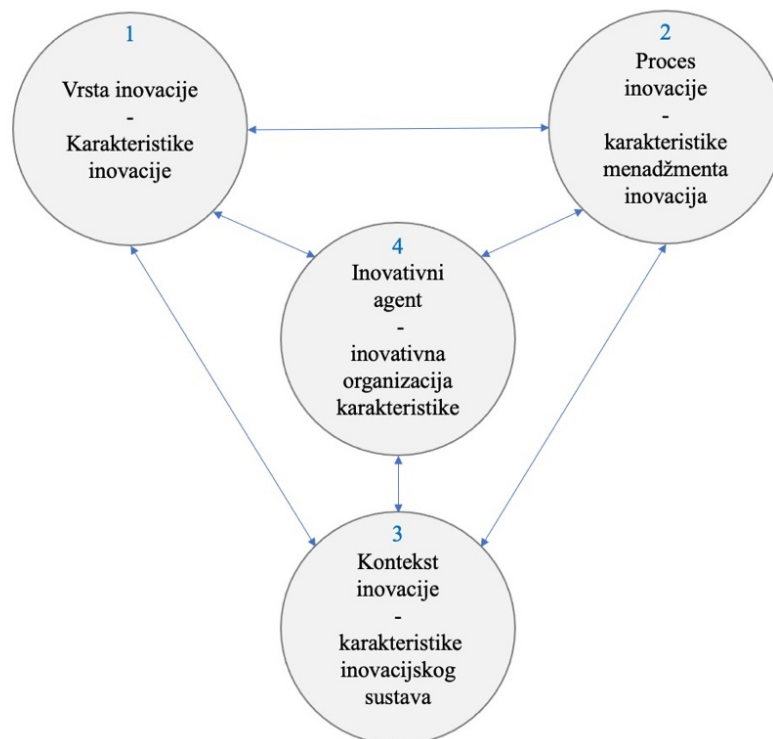 1
Vrsta inovacije
-
Karakteristike
inovacije
2
Proces
inovacije
-
karakteristike
menadžmenta
inovacija
4
Inovativni
agent
-
inovativna
organizacija
karakteristike
3
Kontekst
inovacije
-
karakteristike
inovacijskog
sustava